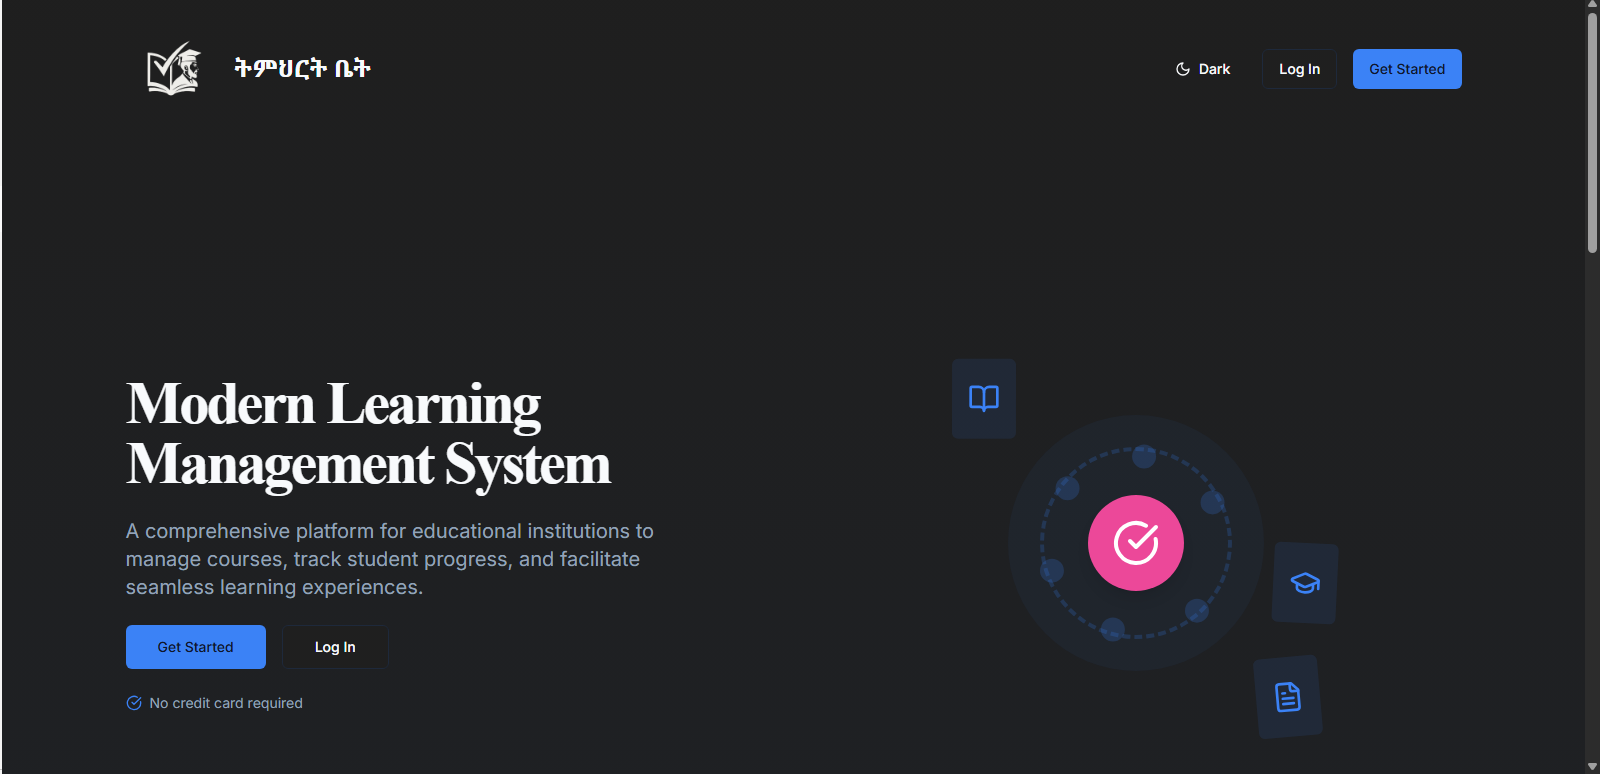 ትምህርት ቤት
Dark
Log In
Get Started
Modern Learning
Management System
A comprehensive platform for educational institutions to
manage courses, track student progress, and facilitate
seamless learning experiences.
Get Started
Log In
No credit card required